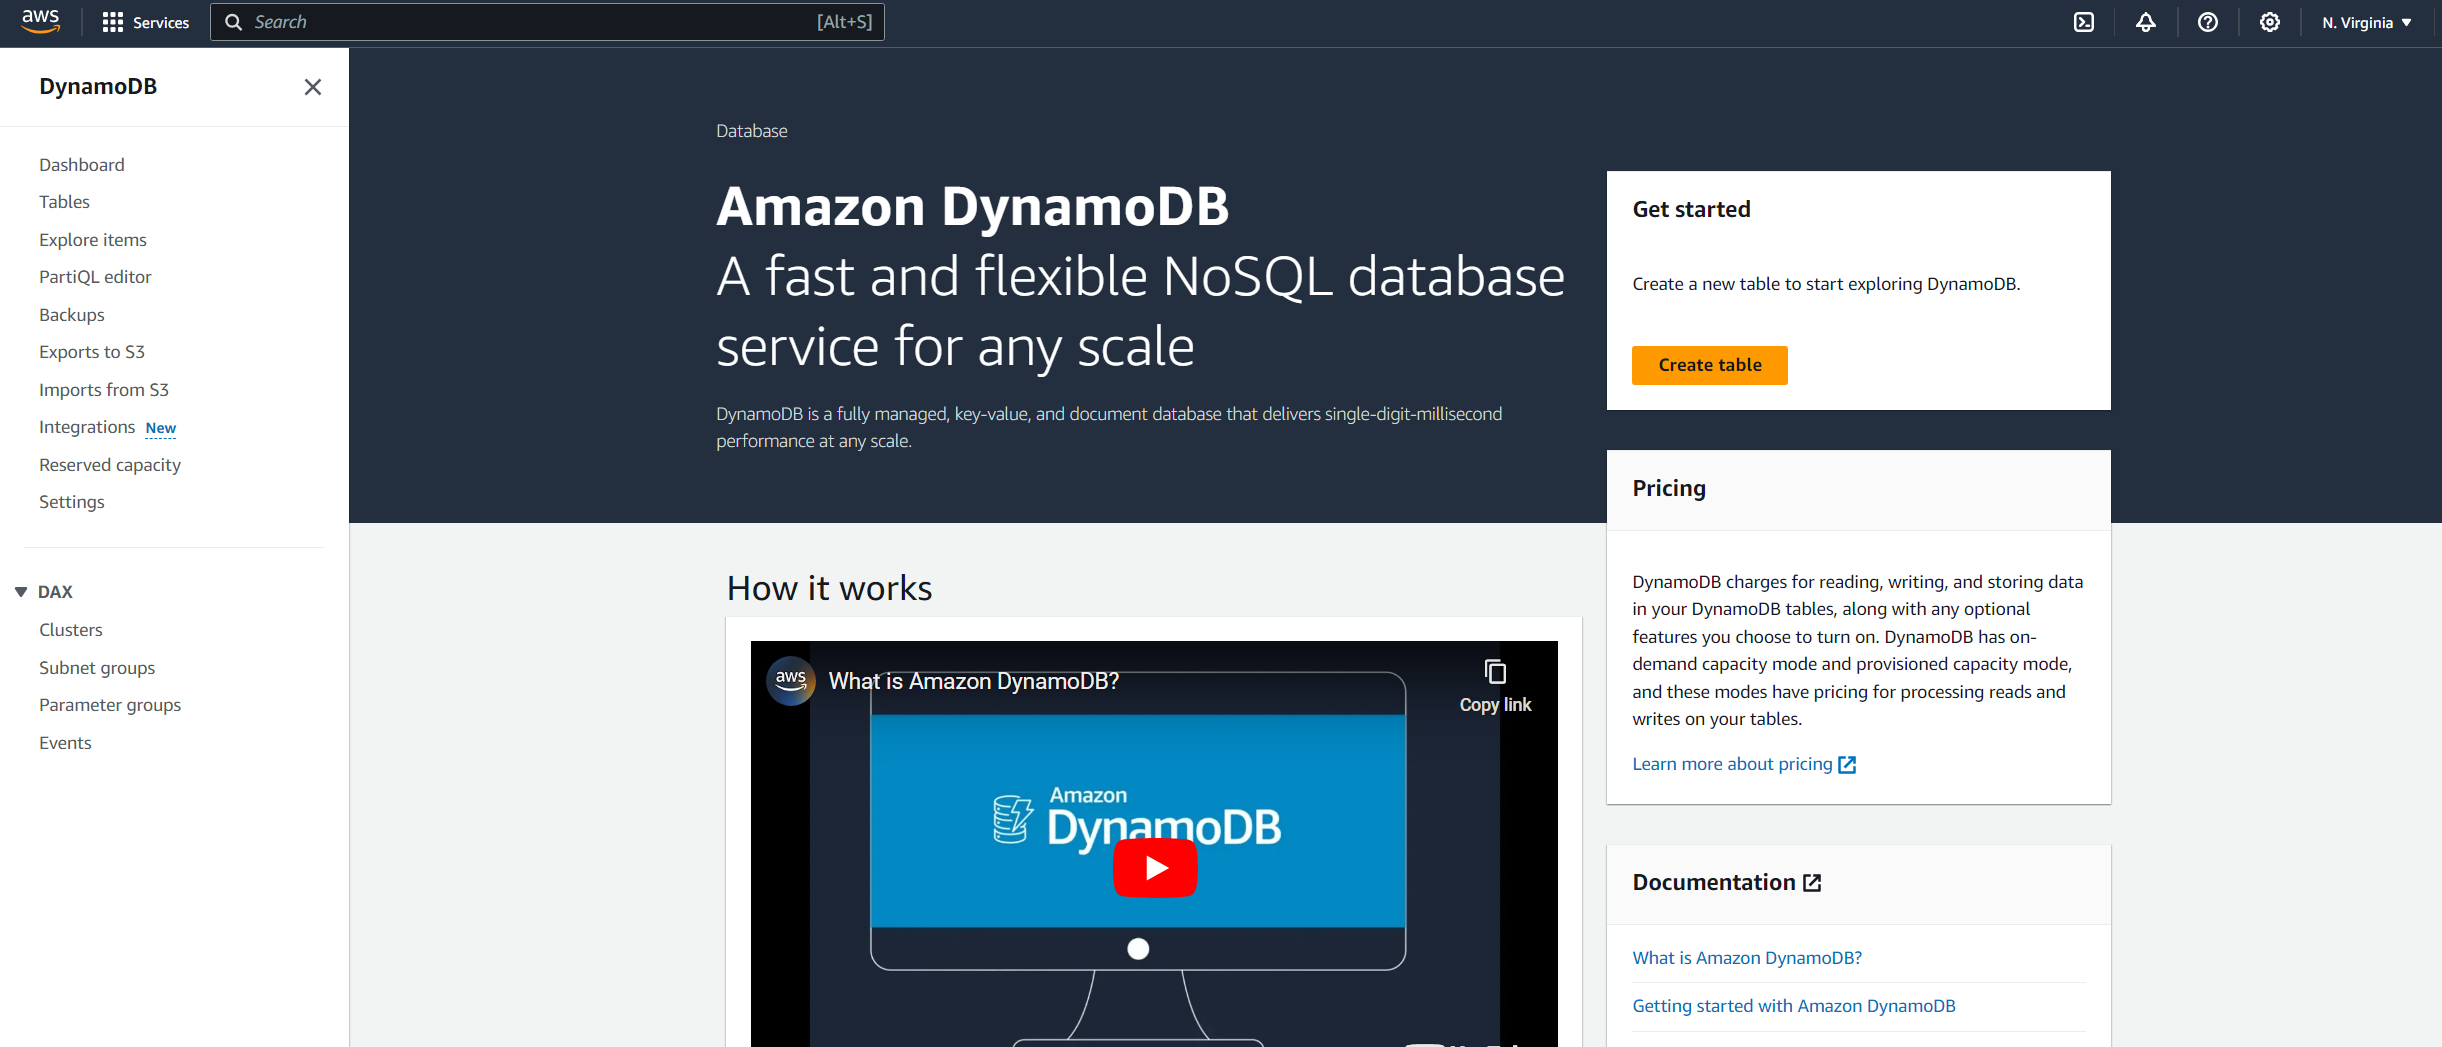 aws
Services
Search
[Alt+S]
N. Virginia
DynamoDB
Dashboard
Tables
Explore items
PartiQL editor
Backups
Exports to S3
Imports from S3
Integrations New
Reserved capacity
Settings
DAX
Clusters
Subnet groups
Parameter groups
Events
Database
Amazon DynamoDB
A fast and flexible NoSQL database
service for any scale
DynamoDB is a fully managed, key-value, and document database that delivers single-digit-millisecond
performance at any scale.
How it works
aws
What is Amazon DynamoDB?
Copy link
Amazon
DynamoDB
Get started
Create a new table to start exploring DynamoDB.
Create table
Pricing
DynamoDB charges for reading, writing, and storing data
in your DynamoDB tables, along with any optional
features you choose to turn on. DynamoDB has on-
demand capacity mode and provisioned capacity mode,
and these modes have pricing for processing reads and
writes on your tables.
Learn more about pricing
Documentation
What is Amazon DynamoDB?
Getting started with Amazon DynamoDB